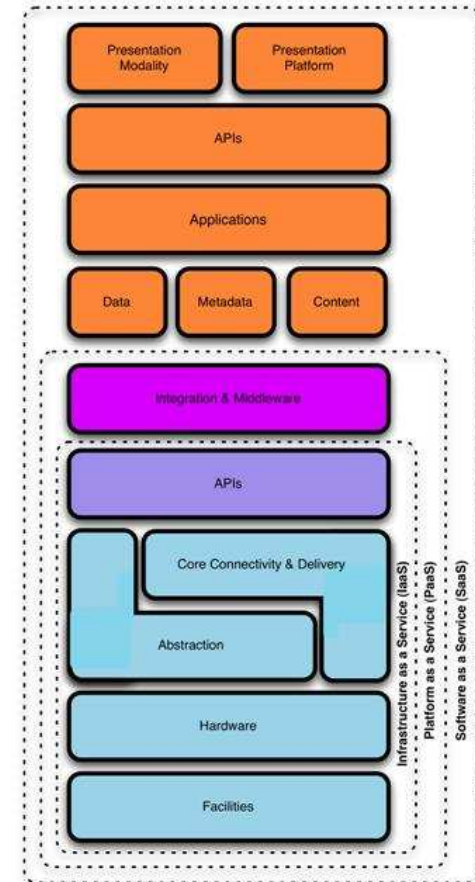 Presentation
Modality
Presentation
Platform
APIs
Applications
Data
Metadata
Content
Integration & Middleware
APIs
Core Connectivity & Delivery
Abstraction
Hardware
Facilities
Infrastructure as a Service (IaaS)
Platform as a Service (PaaS)
Software as a Service (SaaS)